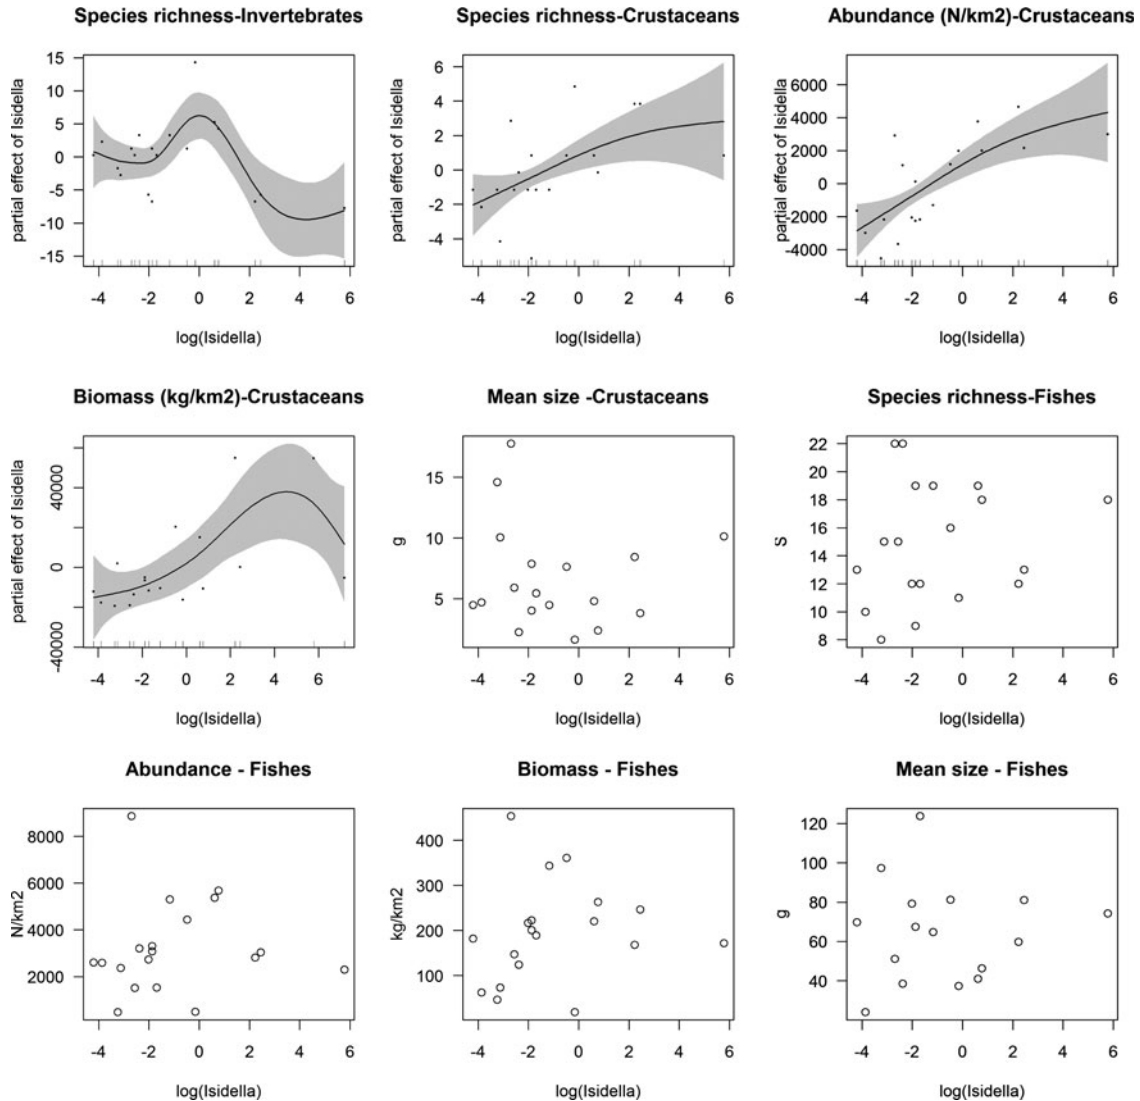 Species richness-Invertebrates
partial effect of Isidella
15
10
5
0
-5
-10
-15
-4 -2 0 2 4 6
log(Isidella)
Species richness-Crustaceans
partial effect of Isidella
6
4
2
0
-2
-4
-4 -2 0 2 4 6
log(Isidella)
Abundance (N/km2)-Crustaceans
partial effect of Isidella
6000
4000
2000
0
-2000
-4000
-4 -2 0 2 4 6
log(Isidella)
Biomass (kg/km2)-Crustaceans
partial effect of Isidella
40000
0
-40000
-4 -2 0 2 4 6
log(Isidella)
Mean size -Crustaceans
g
15
10
5
-4 -2 0 2 4 6
log(Isidella)
Species richness-Fishes
S
22
20
18
16
14
12
10
8
-4 -2 0 2 4 6
log(Isidella)
Abundance - Fishes
N/km2
8000
6000
4000
2000
-4 -2 0 2 4 6
log(Isidella)
Biomass - Fishes
kg/km2
400
300
200
100
-4 -2 0 2 4 6
log(Isidella)
Mean size - Fishes
g
120
100
80
60
40
-4 -2 0 2 4 6
log(Isidella)